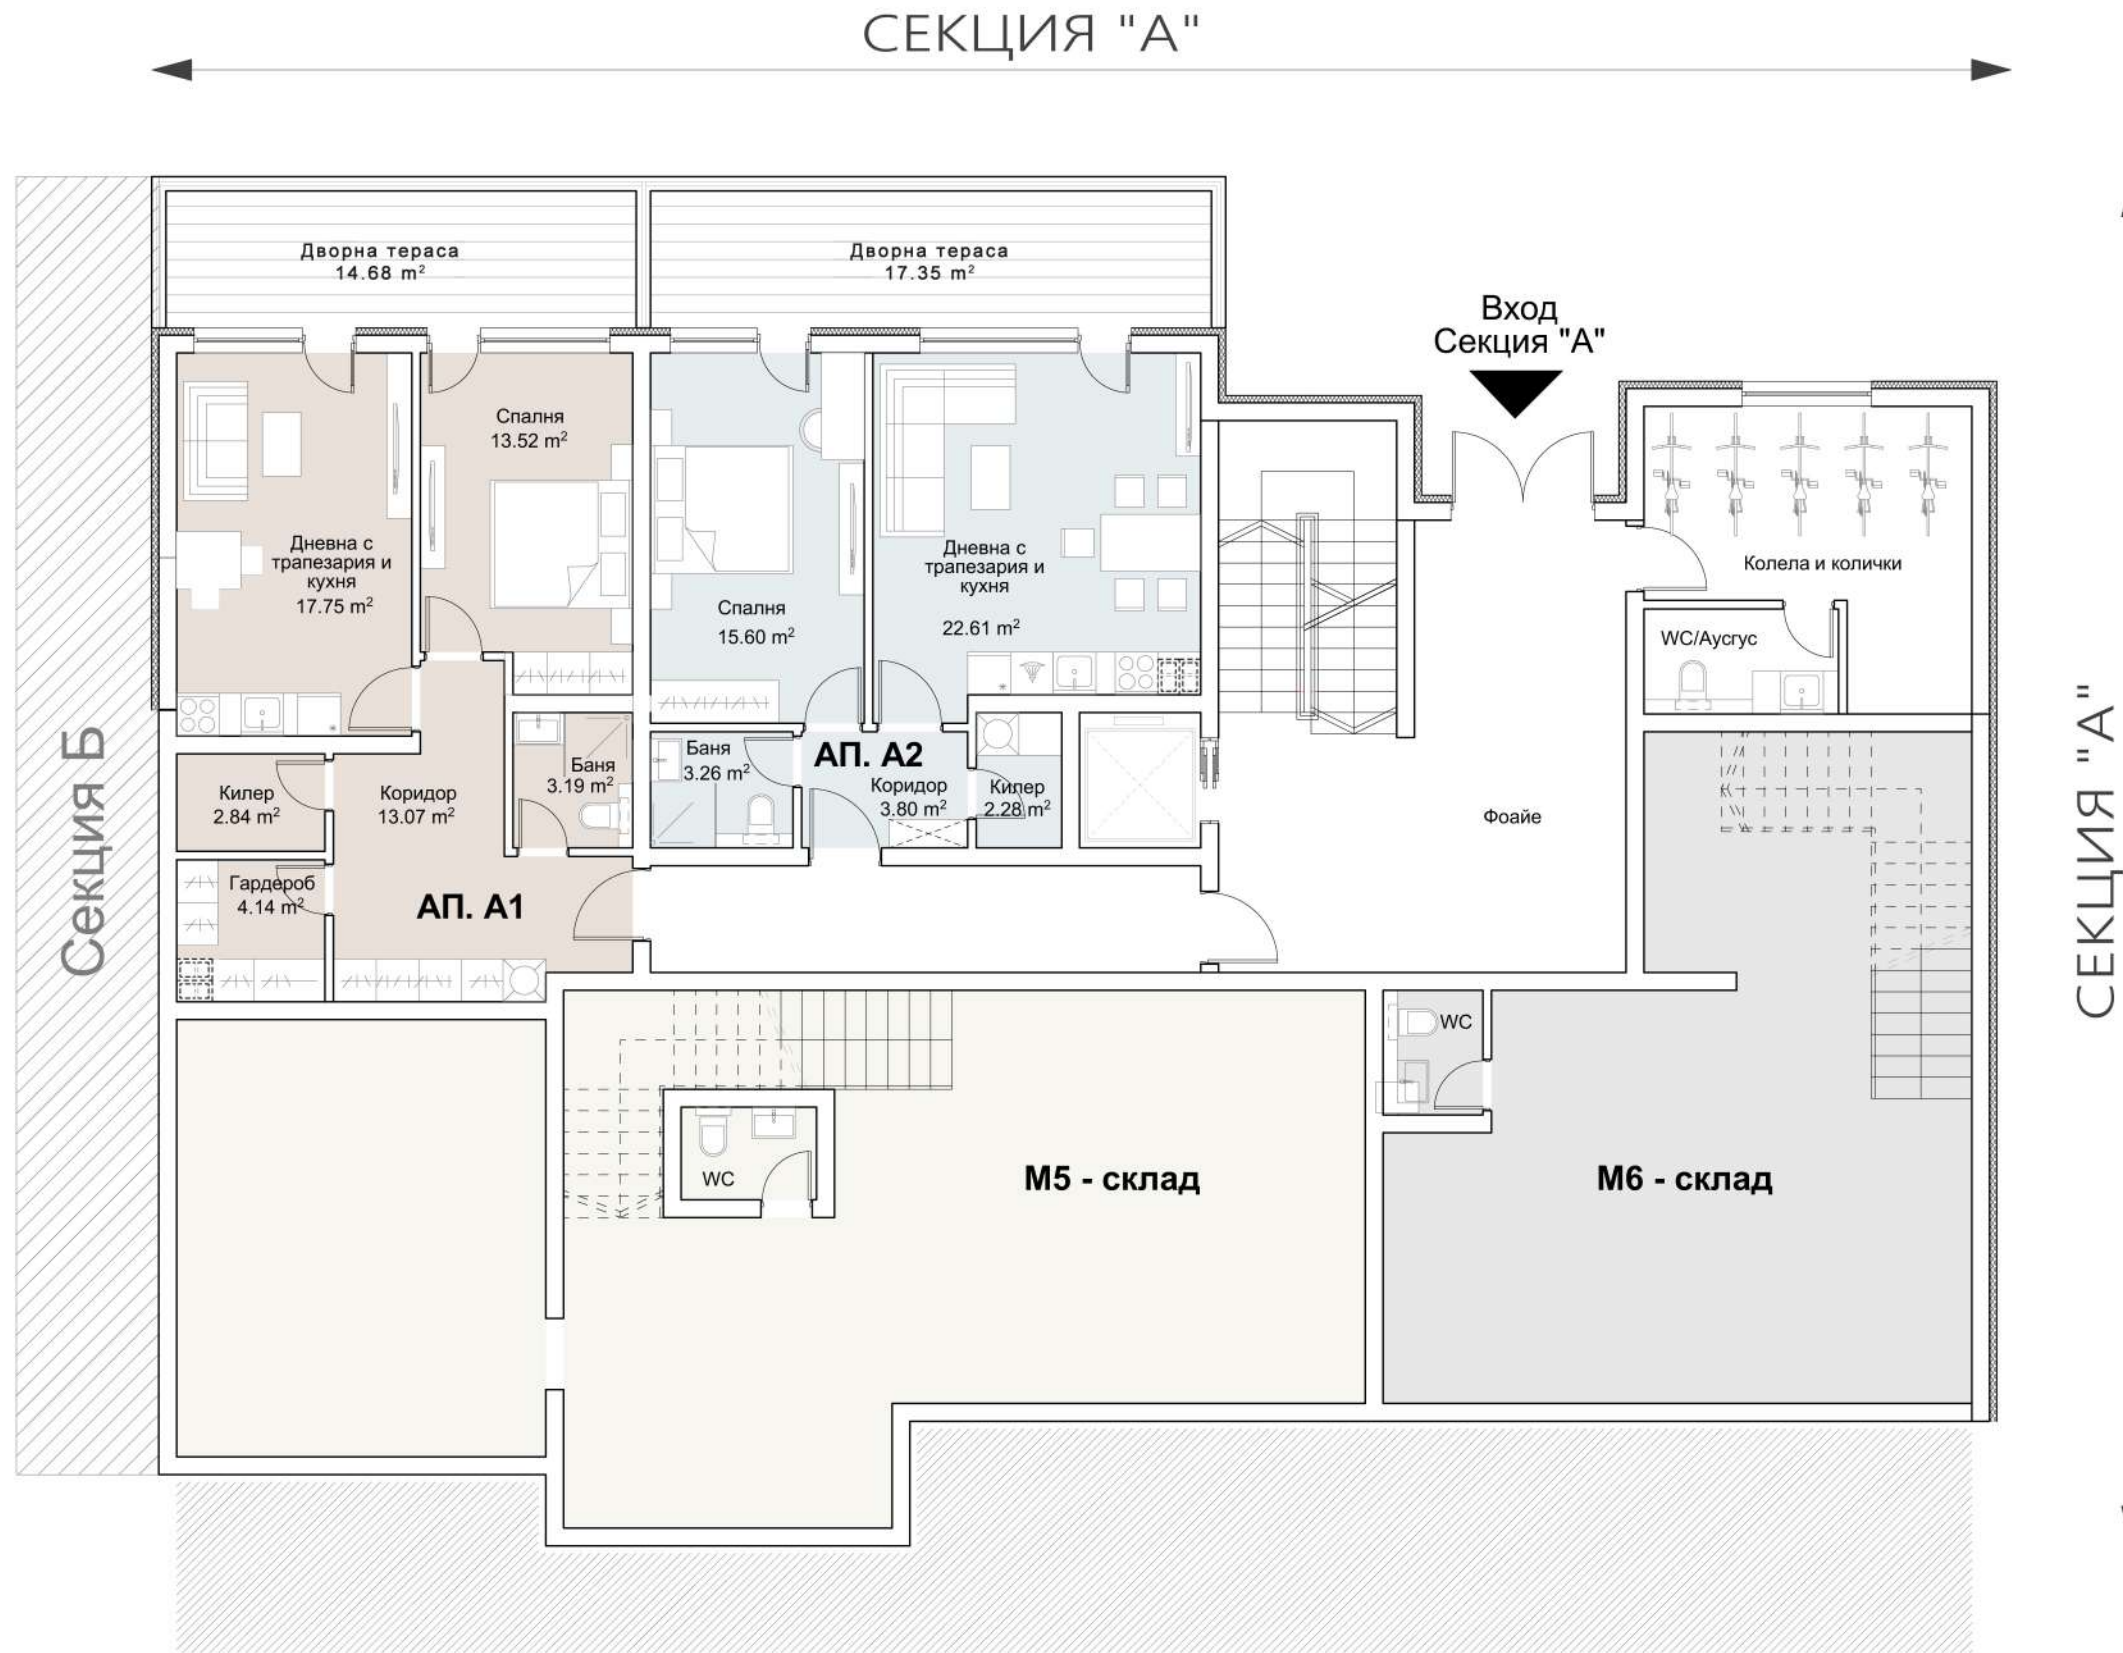 СЕКЦИЯ "А"
Дворна тераса
14.68 m²
Дворна тераса
17.35 m²
Вход
Секция "А"
Спалня
13.52 m²
Дневна с
трапезария и
кухня
17.75 m²
Спалня
15.60 m²
Дневна с
трапезария и
кухня
22.61 m²
Колела и колички
WC/Аусгус
Килер
2.84 m²
Коридор
13.07 m²
Баня
3.19 m²
Баня
3.26 m²
АП. А2
Коридор
3.80 m²
Килер
2.28 m²
Фоайе
Гардероб
4.14 m²
АП. А1
Секция Б
СЕКЦИЯ "А"
WC
WC
М5 - склад
М6 - склад